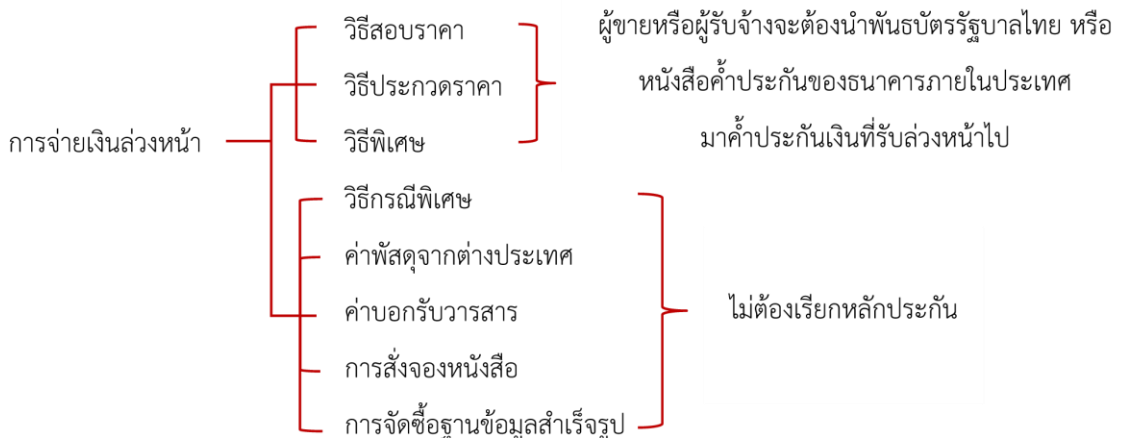 การจ่ายเงินล่วงหน้า
วิธีสอบราคา
วิธีประกวดราคา
วิธีพิเศษ
ผู้ขายหรือผู้รับจ้างจะต้องนำพันธบัตรรัฐบาลไทย หรือ
หนังสือค้ำประกันของธนาคารภายในประเทศ
มาค้ำประกันเงินที่รับล่วงหน้าไป
วิธีกรณีพิเศษ
ค่าพัสดุจากต่างประเทศ
ค่าบอกรับวารสาร
การสั่งจองหนังสือ
การจัดซื้อฐานข้อมูลสำเร็จรูป
ไม่ต้องเรียกหลักประกัน